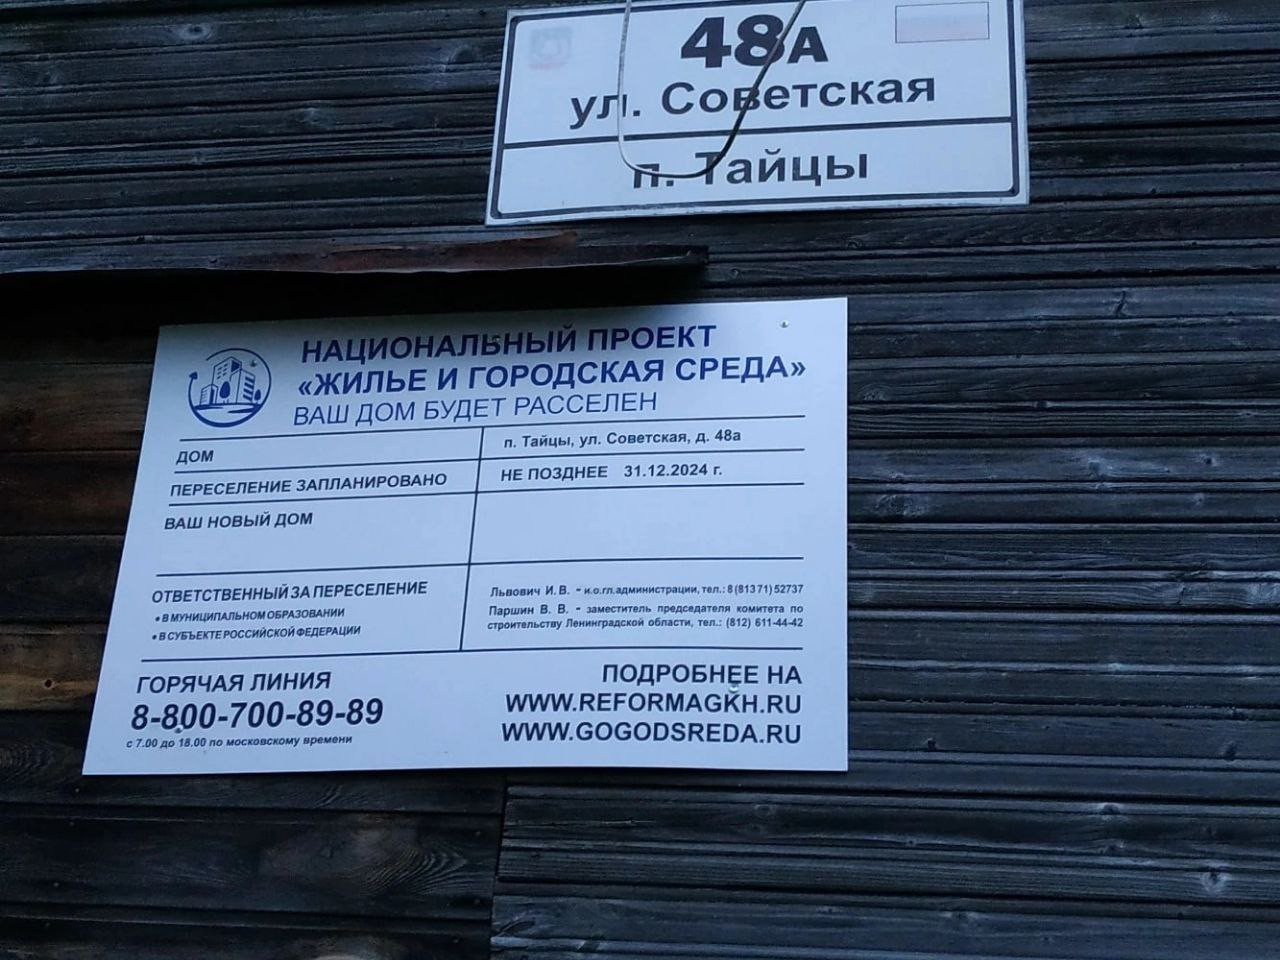 48А
ул. Советская
п. Тайцы
НАЦИОНАЛЬНЫЙ ПРОЕКТ
«ЖИЛЬЕ И ГОРОДСКАЯ СРЕДА»
ВАШ ДОМ БУДЕТ РАССЕЛЕН
ДОМ
п. Тайцы, ул. Советская, д. 48а
ПЕРЕСЕЛЕНИЕ ЗАПЛАНИРОВАНО
НЕ ПОЗДНЕЕ 31.12.2024 г.
ВАШ НОВЫЙ ДОМ
ОТВЕТСТВЕННЫЙ ЗА ПЕРЕСЕЛЕНИЕ
• В МУНИЦИПАЛЬНОМ ОБРАЗОВАНИИ
• В СУБЪЕКТЕ РОССИЙСКОЙ ФЕДЕРАЦИИ
Львович И. В. - и.о.гл.администрации, тел.: 8 (81371) 52737
Паршин В. В. - заместитель председателя комитета по
строительству Ленинградской области, тел.: (812) 611-44-42
ГОРЯЧАЯ ЛИНИЯ
8-800-700-89-89
с 7.00 до 18.00 по московскому времени
ПОДРОБНЕЕ НА
WWW.REFORMAGKH.RU
WWW.GOGODSREDA.RU